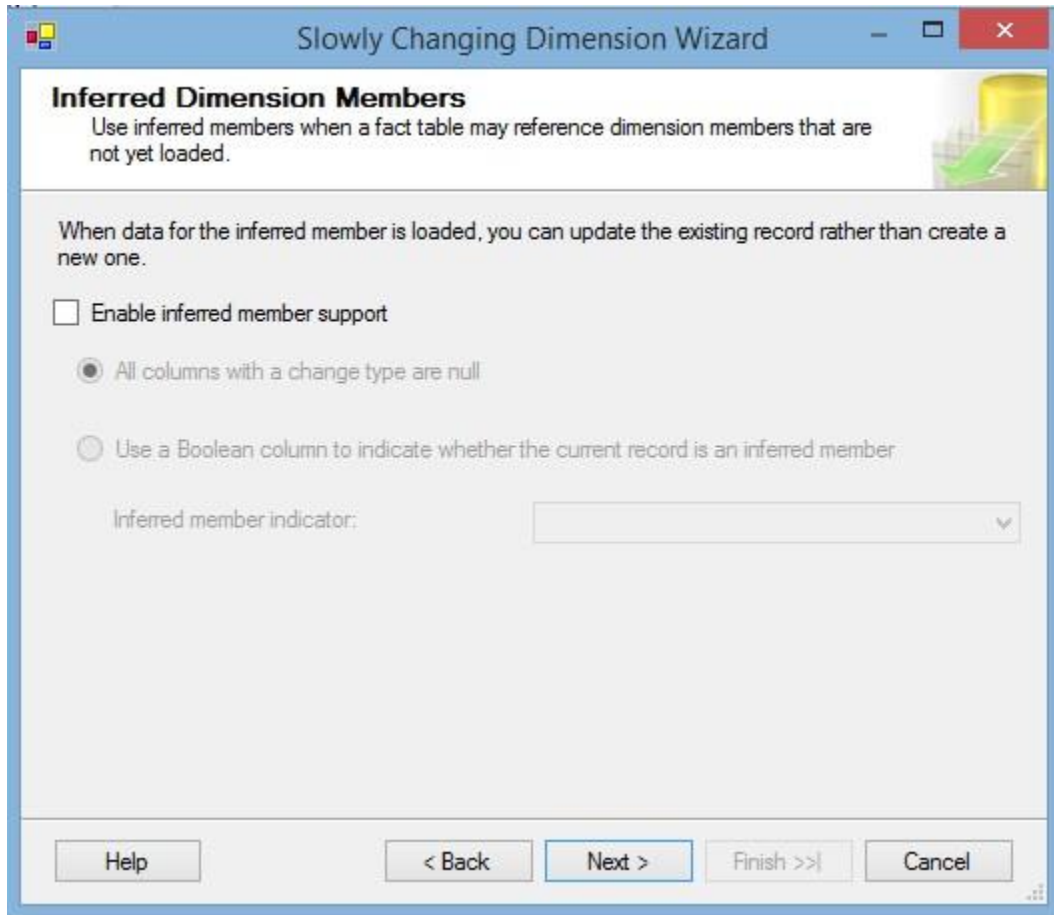 Slowly Changing Dimension Wizard
Inferred Dimension Members
Use inferred members when a fact table may reference dimension members that are
not yet loaded.
When data for the inferred member is loaded, you can update the existing record rather than create a
new one.
Enable inferred member support
All columns with a change type are null
Use a Boolean column to indicate whether the current record is an inferred member
Inferred member indicator:
Help
< Back
Next >
Finish >>|
Cancel